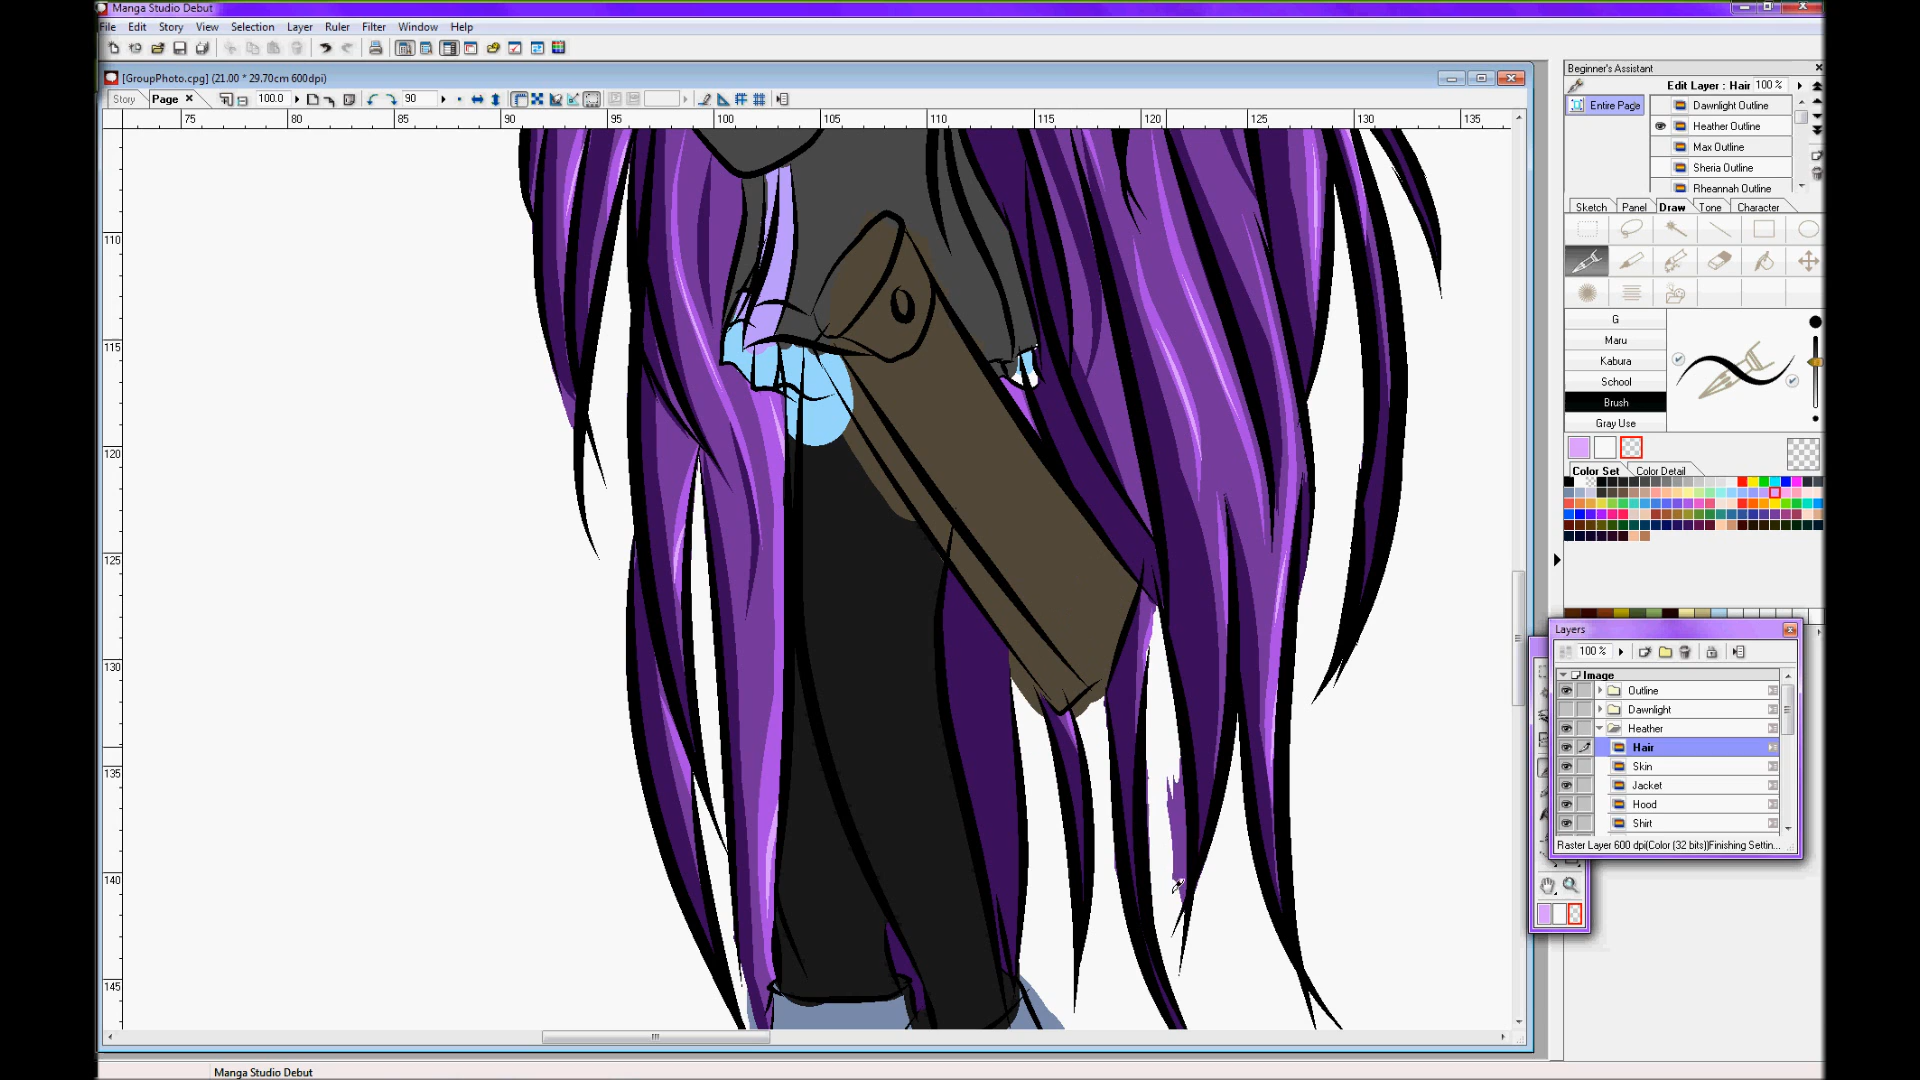 Manga Studio Debut
File Edit Story View Selection Layer Ruler Filter Window Help
[GroupPhoto.cpg] (21.00 * 29.70cm 600dpi)
Story Page 100.0 90
75 80 85 90 95 100 105 110 115 120 125 130 135
110
115
120
125
130
135
140
145
Beginner's Assistant
Edit Layer : Hair 100 %
Entire Page
Dawnlight Outline
Heather Outline
Max Outline
Sheria Outline
Rheannah Outline
Sketch Panel Draw Tone Character
G
Maru
Kabura
School
Brush
Gray Use
Color Set Color Detail
Layers
100 %
Image
Outline
Dawnlight
Heather
Hair
Skin
Jacket
Hood
Shirt
Raster Layer 600 dpi(Color (32 bits))Finishing Settin...
Manga Studio Debut